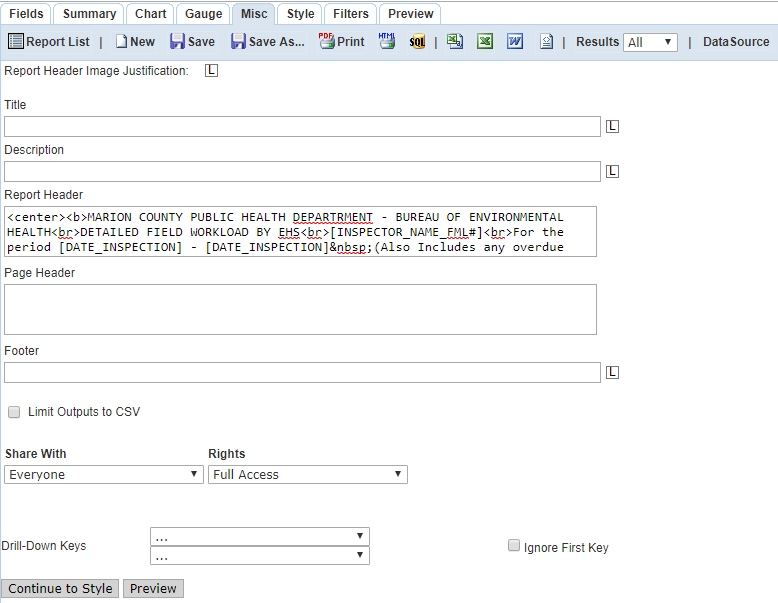 Fields Summary Chart Gauge Misc Style Filters Preview
Report List | New Save Save As... PDF Print HTML SQL | | Results All | DataSource
Report Header Image Justification: L
Title
L
Description
L
Report Header
<center><b>MARION COUNTY PUBLIC HEALTH DEPARTRMENT - BUREAU OF ENVIRONMENTAL
HEALTH<br>DETAILED FIELD WORKLOAD BY EHS<br>[INSPECTOR_NAME_FML#]<br>For the
period [DATE_INSPECTION] - [DATE_INSPECTION]&nbsp;(Also Includes any overdue
Page Header
Footer
L
Limit Outputs to CSV
Share With Rights
Everyone Full Access
...
Drill-Down Keys Ignore First Key
...
Continue to Style Preview